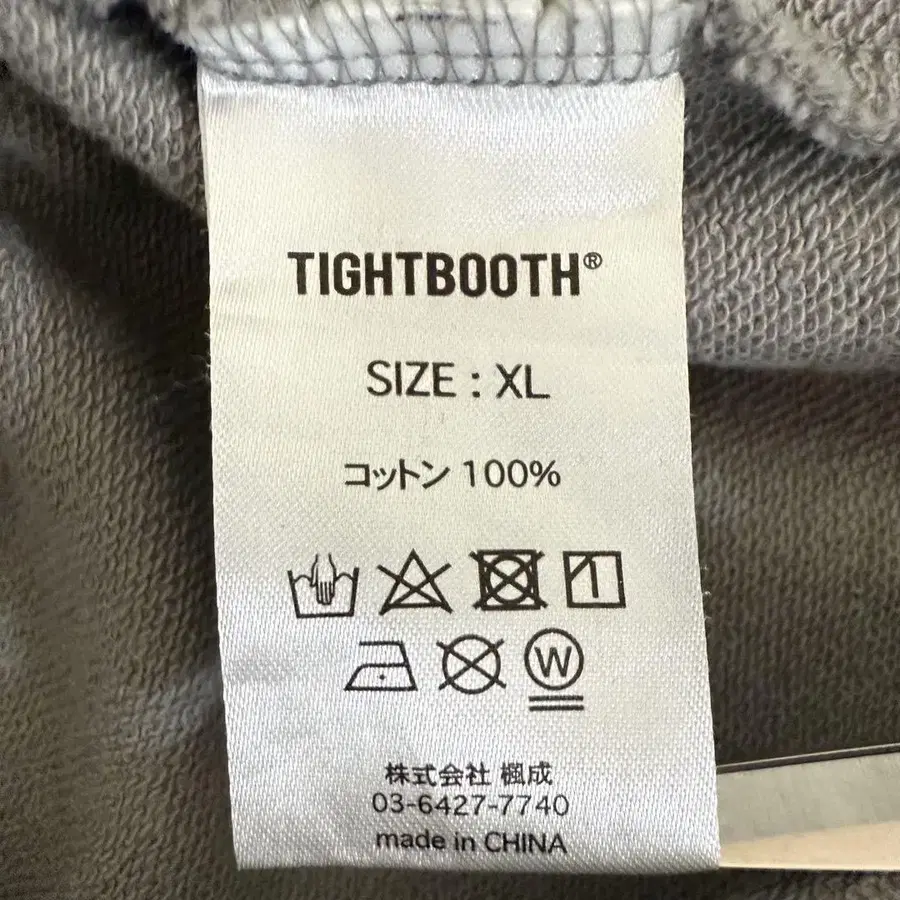 TIGHTBOOTH®
SIZE : XL
コットン 100%
W
株式会社 楓成
03-6427-7740
made in CHINA